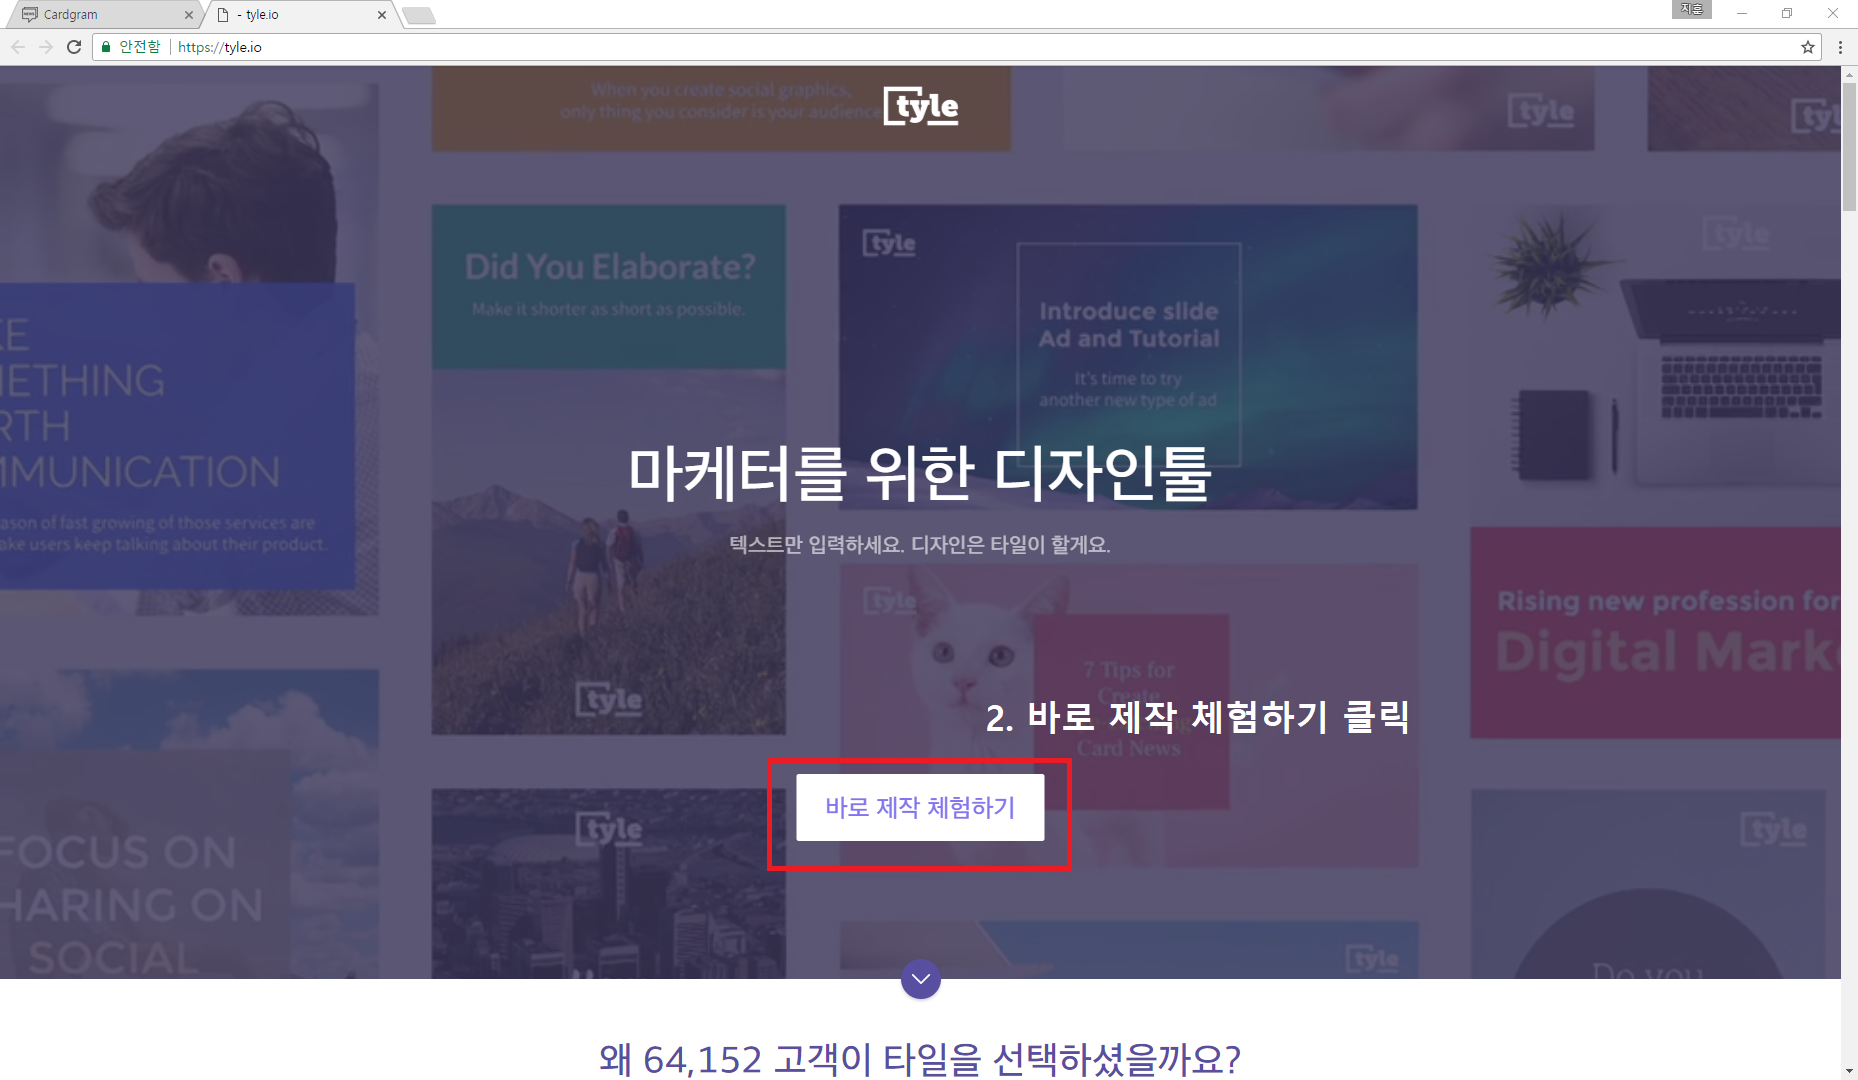 Cardgram
- tyle.io
지훈
안전함
https://tyle.io
When you create social graphics,
only thing you consider is your audience
tyle
tyle
Did You Elaborate?
Make it shorter as short as possible.
tyle
Introduce slide
Ad and Tutorial
It's time to try
another new type of ad
tyle
KE
METHING
RTH
MMUNICATION
ason of fast growing of those services are
ake users keep talking about their product.
마케터를 위한 디자인툴
텍스트만 입력하세요. 디자인은 타일이 할게요.
tyle
7 Tips for
Create
Card News
tyle
Rising new profession for
Digital Mark
2. 바로 제작 체험하기 클릭
바로 제작 체험하기
tyle
tyle
FOCUS ON
HARING ON
SOCIAL
tyle
Do you
왜 64,152 고객이 타일을 선택하셨을까요?